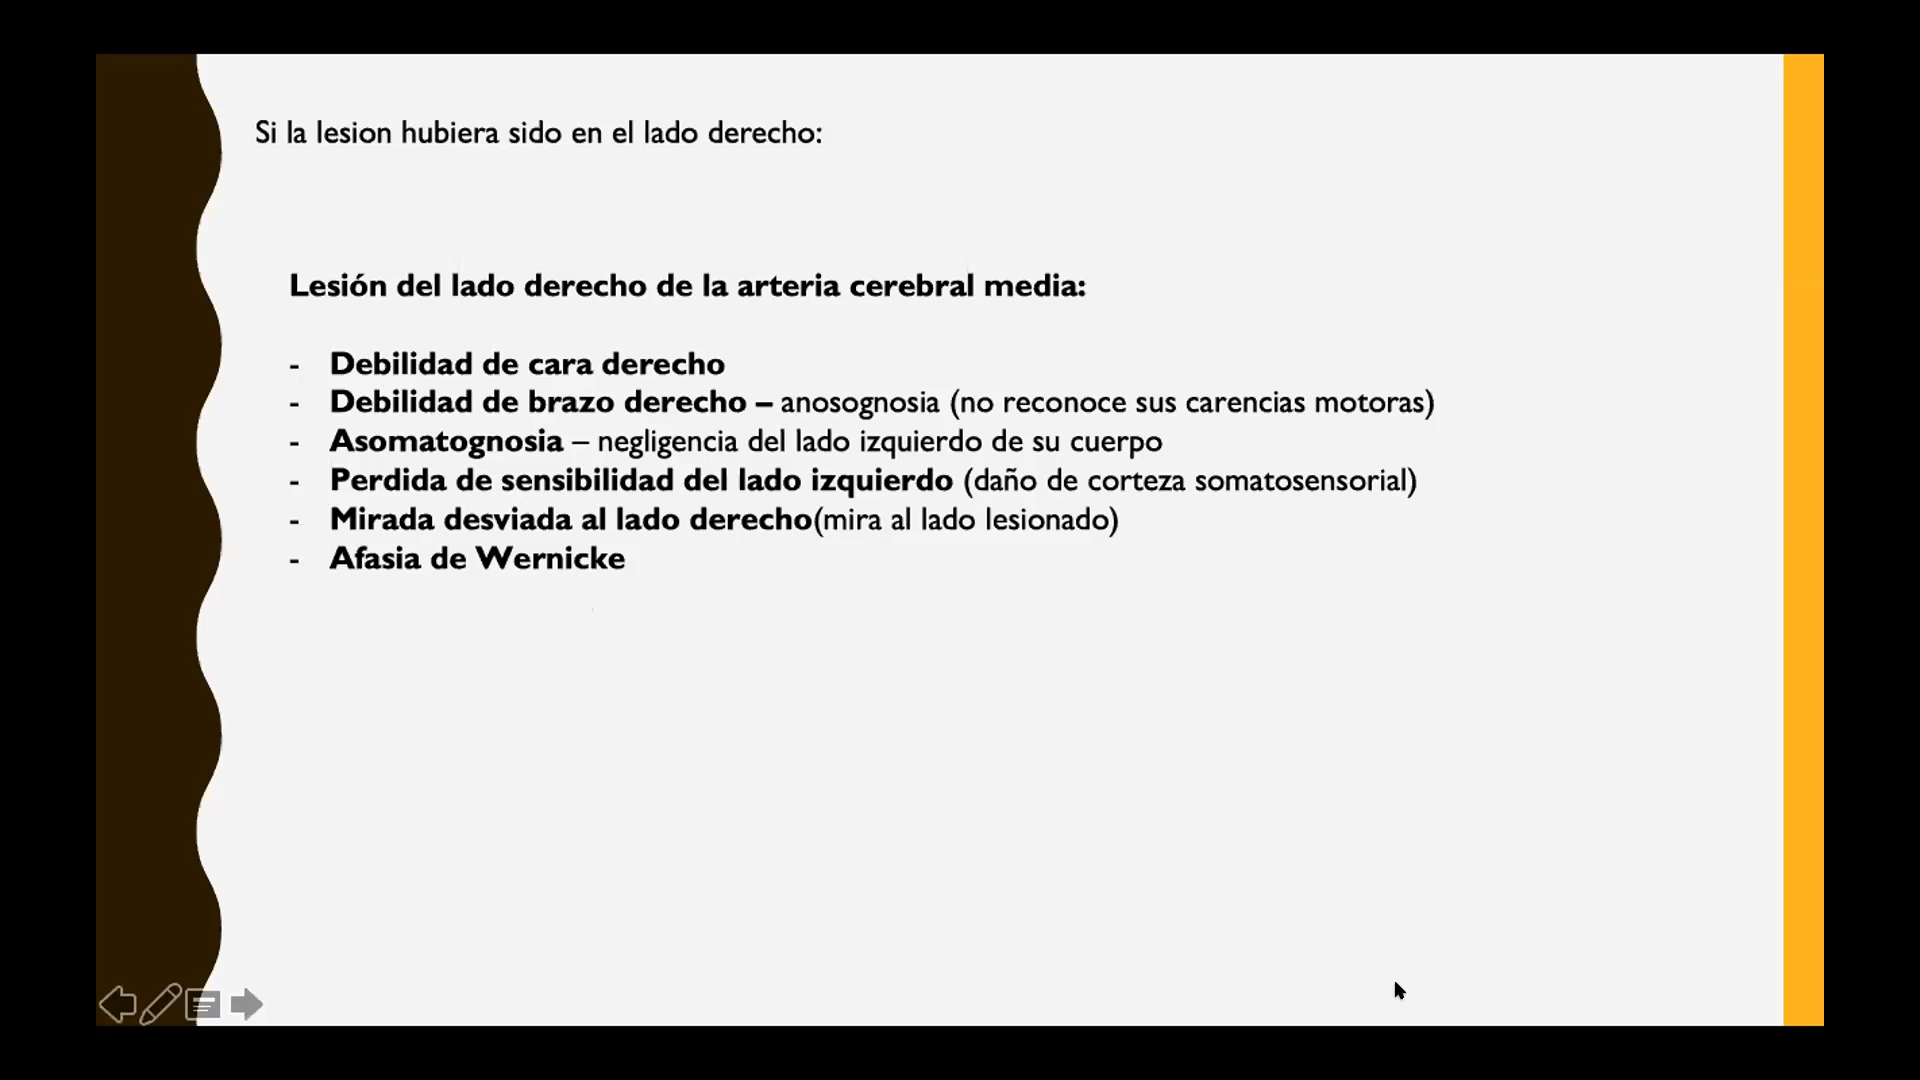 Si la lesion hubiera sido en el lado derecho:
Lesión del lado derecho de la arteria cerebral media:
- Debilidad de cara derecho
- Debilidad de brazo derecho – anosognosia (no reconoce sus carencias motoras)
- Asomatognosia – negligencia del lado izquierdo de su cuerpo
- Perdida de sensibilidad del lado izquierdo (daño de corteza somatosensorial)
- Mirada desviada al lado derecho(mira al lado lesionado)
- Afasia de Wernicke